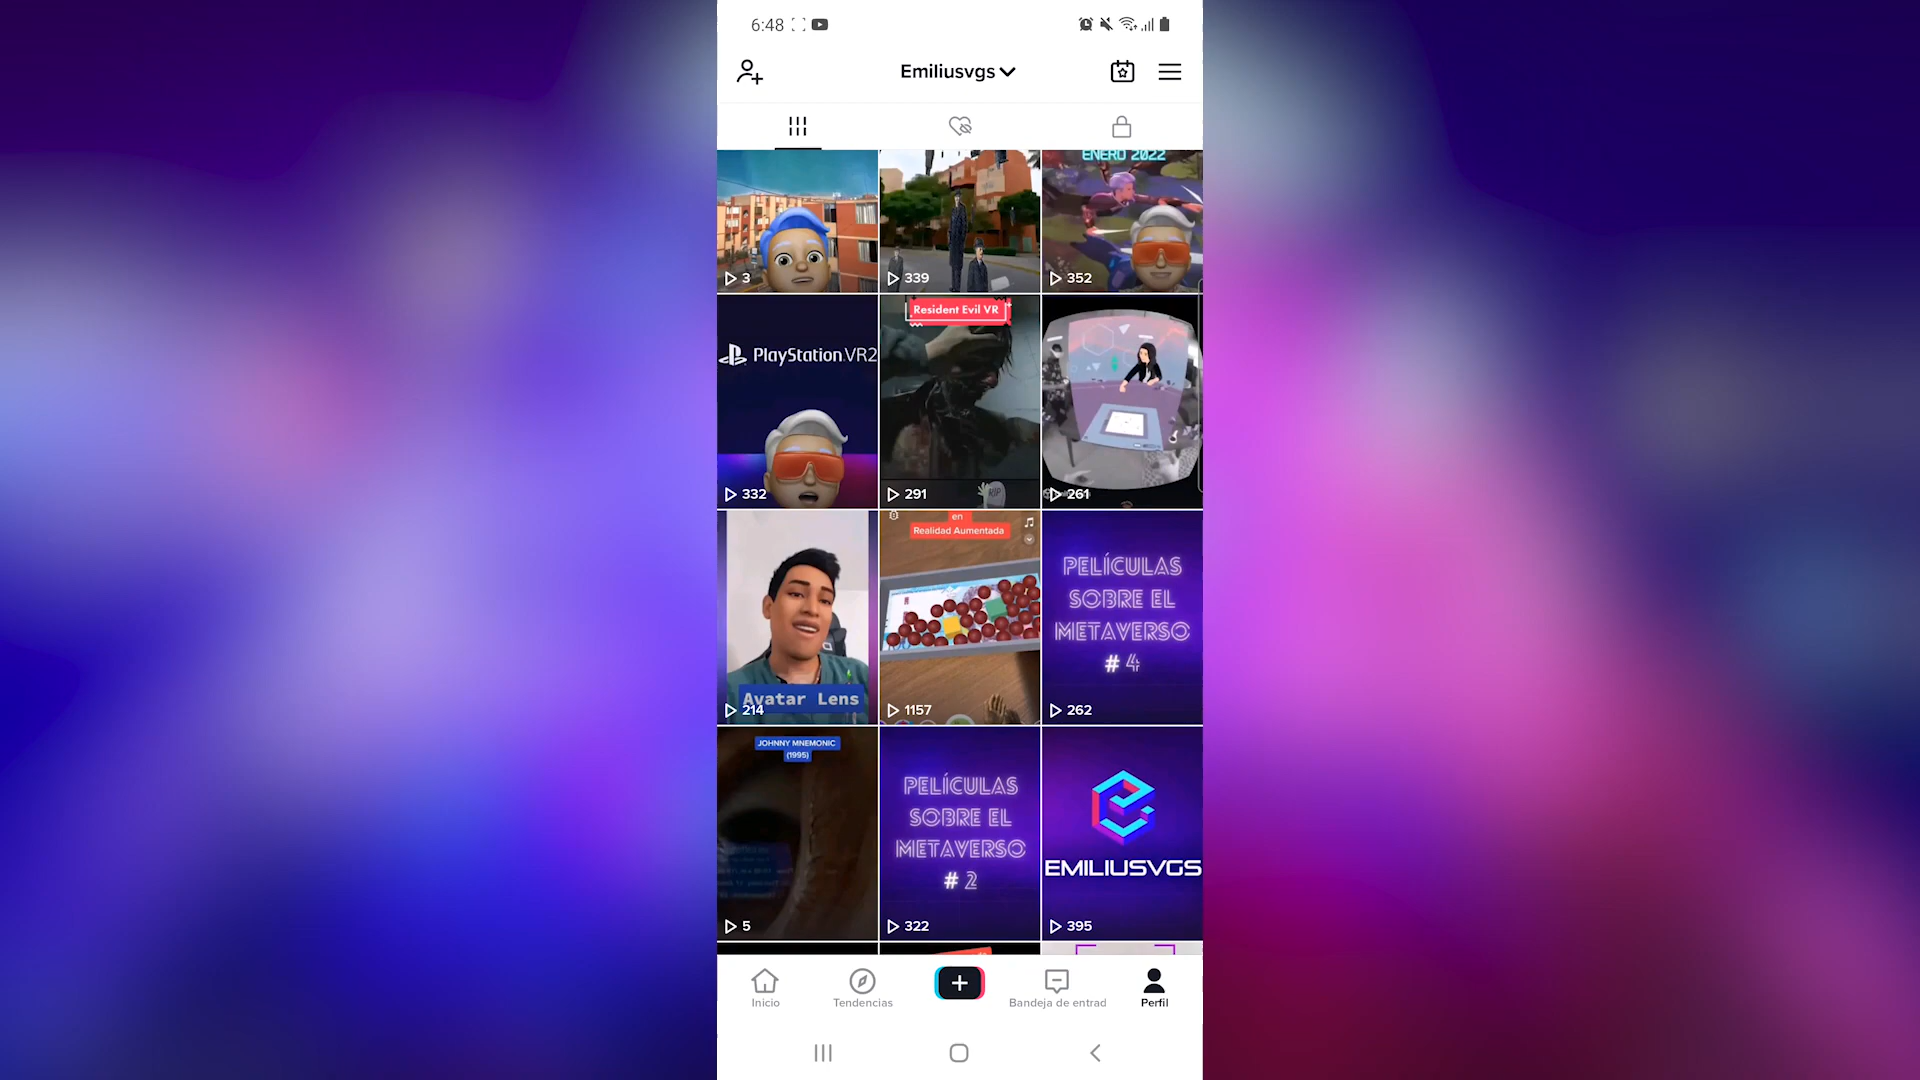 6:48
Emiliusvgs
ENERO 2022
3
339
352
PlayStation.VR2
Resident Evil VR
RIP
332
291
261
en
Realidad Aumentada
PELÍCULAS
SOBRE EL
METAVERSO
# 4
Avatar Lens
214
1157
262
JOHNNY MNEMONIC
(1995)
PELÍCULAS
SOBRE EL
METAVERSO
# 2
EMILIUSVGS
5
322
395
Inicio
Tendencias
Bandeja de entrad
Perfil